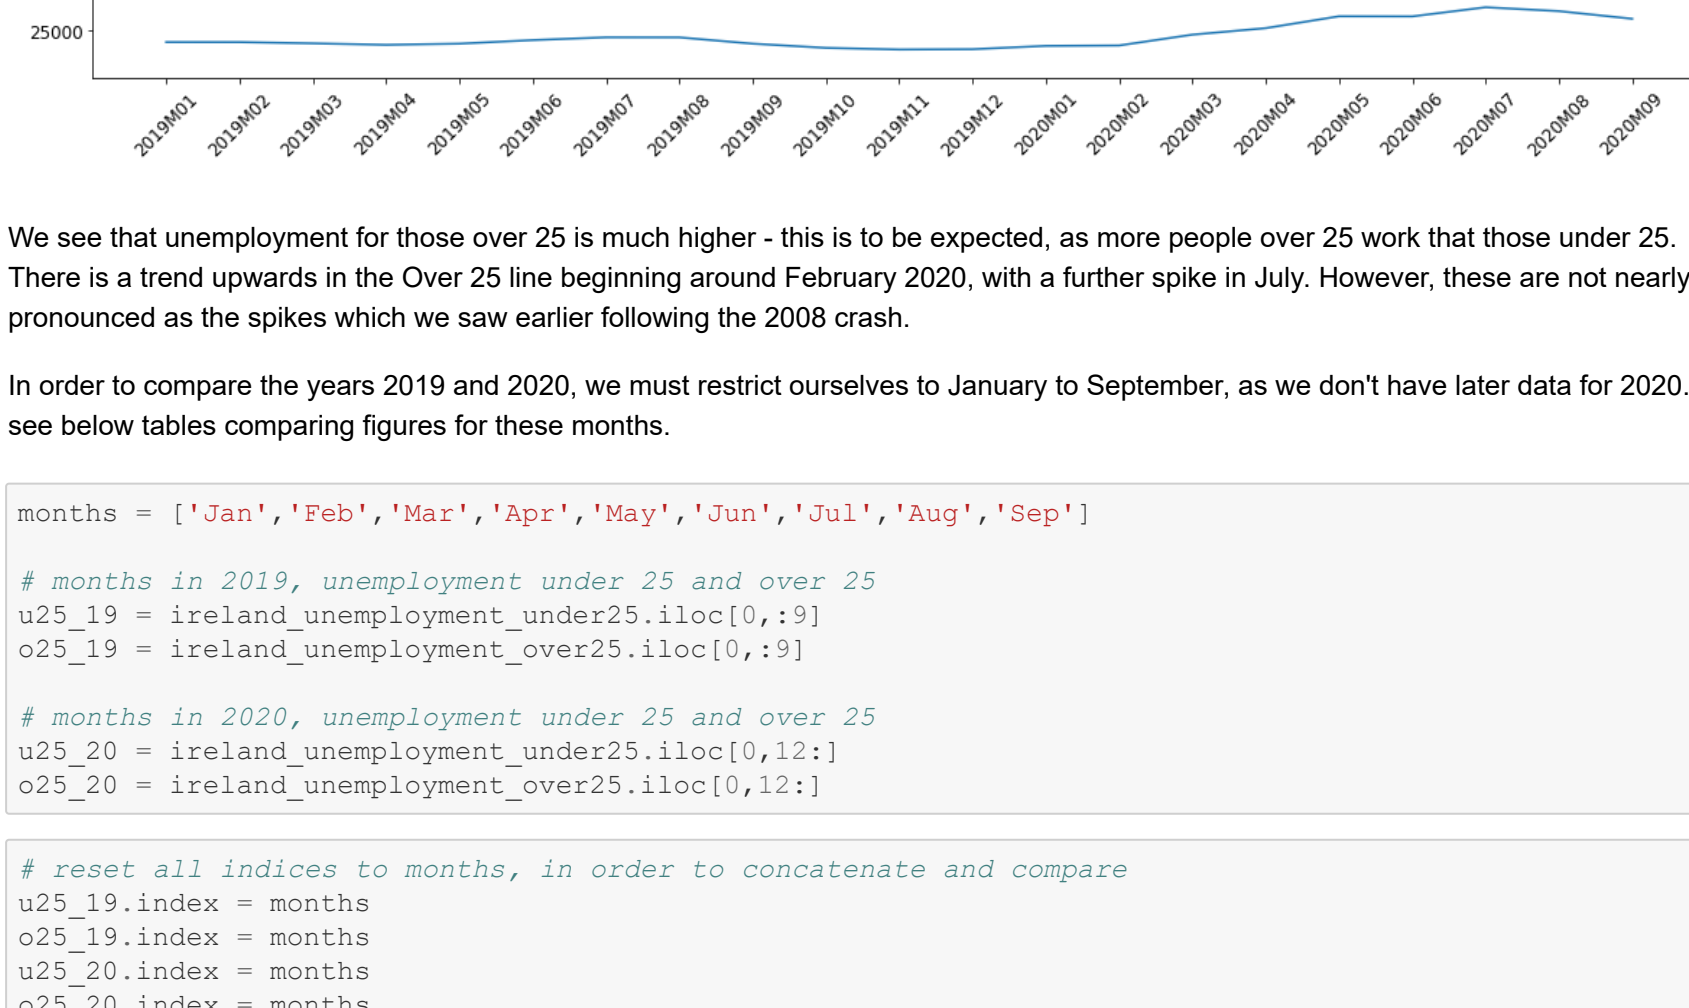 25000
2019M01 2019M02 2019M03 2019M04 2019M05 2019M06 2019M07 2019M08 2019M09 2019M10 2019M11 2019M12 2020M01 2020M02 2020M03 2020M04 2020M05 2020M06 2020M07 2020M08 2020M09
We see that unemployment for those over 25 is much higher - this is to be expected, as more people over 25 work that those under 25.
There is a trend upwards in the Over 25 line beginning around February 2020, with a further spike in July. However, these are not nearly
pronounced as the spikes which we saw earlier following the 2008 crash.
In order to compare the years 2019 and 2020, we must restrict ourselves to January to September, as we don't have later data for 2020.
see below tables comparing figures for these months.
months = ['Jan','Feb','Mar','Apr','May','Jun','Jul','Aug','Sep']
# months in 2019, unemployment under 25 and over 25
u25_19 = ireland_unemployment_under25.iloc[0,:9]
o25_19 = ireland_unemployment_over25.iloc[0,:9]
# months in 2020, unemployment under 25 and over 25
u25_20 = ireland_unemployment_under25.iloc[0,12:]
o25_20 = ireland_unemployment_over25.iloc[0,12:]
# reset all indices to months, in order to concatenate and compare
u25_19.index = months
o25_19.index = months
u25_20.index = months
o25_20.index = months